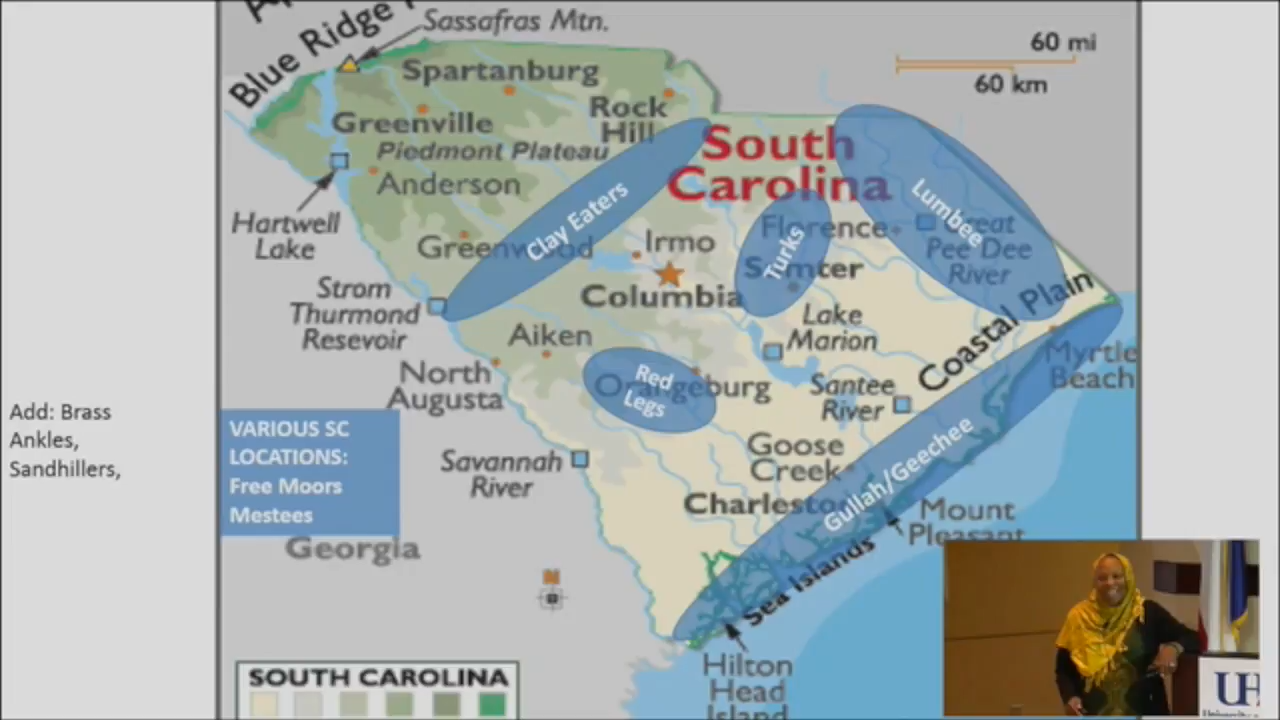 Sassafras Mtn.
Blue Ridge
60 mi
60 km
Spartanburg
Rock
Hill
Greenville
South
Carolina
Piedmont Plateau
Anderson
Clay Eaters
Lumbee
Hartwell
Lake
Greenwood
Irmo
Turks
Florence
Great
Pee Dee
River
Sumter
Columbia
Strom
Thurmond
Resevoir
Lake
Marion
Coastal Plain
Aiken
Myrtle
Beach
North
Augusta
Red
Legs
Orangeburg
Santee
River
Add: Brass
Ankles,
Sandhillers,
VARIOUS SC
LOCATIONS:
Free Moors
Mestees
Savannah
River
Goose
Creek
Gullah/Geechee
Charlesto
Mount
Pleasant
Georgia
N
Sea Islands
SOUTH CAROLINA
Hilton
Head
Island